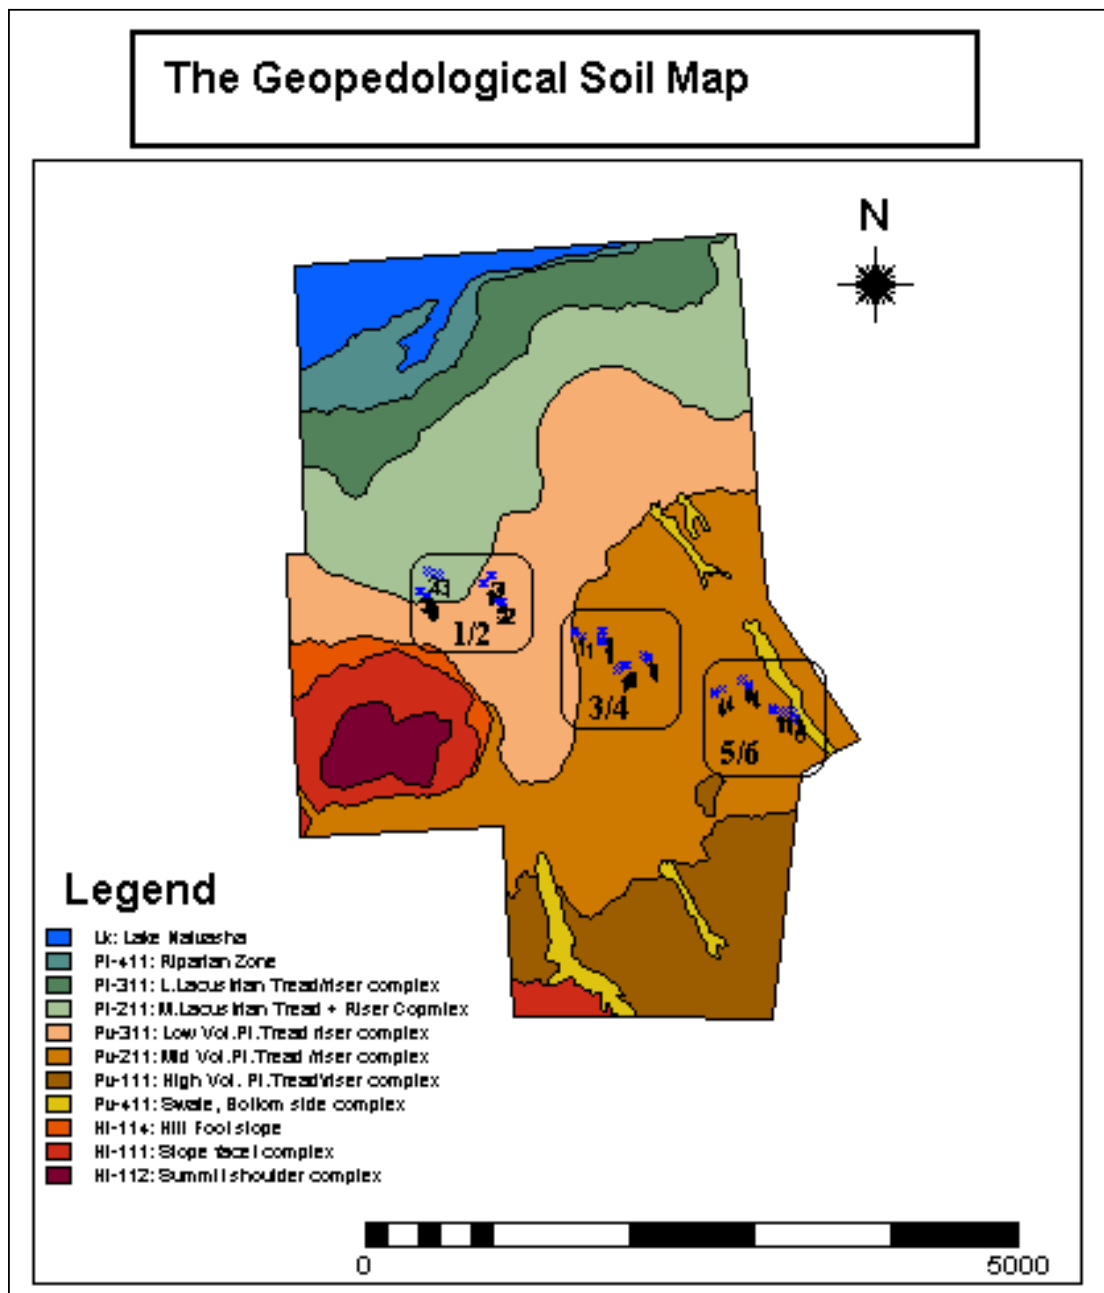 The Geopedological Soil Map
N
1/2
3/4
5/6
Legend
Lk: Lake Naiuasha
Pl-411: Riparian Zone
Pl-311: L.Lacustrian Tread/riser complex
Pl-211: M.Lacustrian Tread + Riser Copmlex
Pu-311: Low Vol.Pl.Tread riser complex
Pu-211: Mid Vol.Pl.Tread /riser complex
Pu-111: High Vol. Pl.Tread/riser complex
Pu-411: Swale, Bottom side complex
Hi-114: Hill Foot slope
Hi-111: Slope facet complex
Hi-112: Summit shoulder complex
0 5000